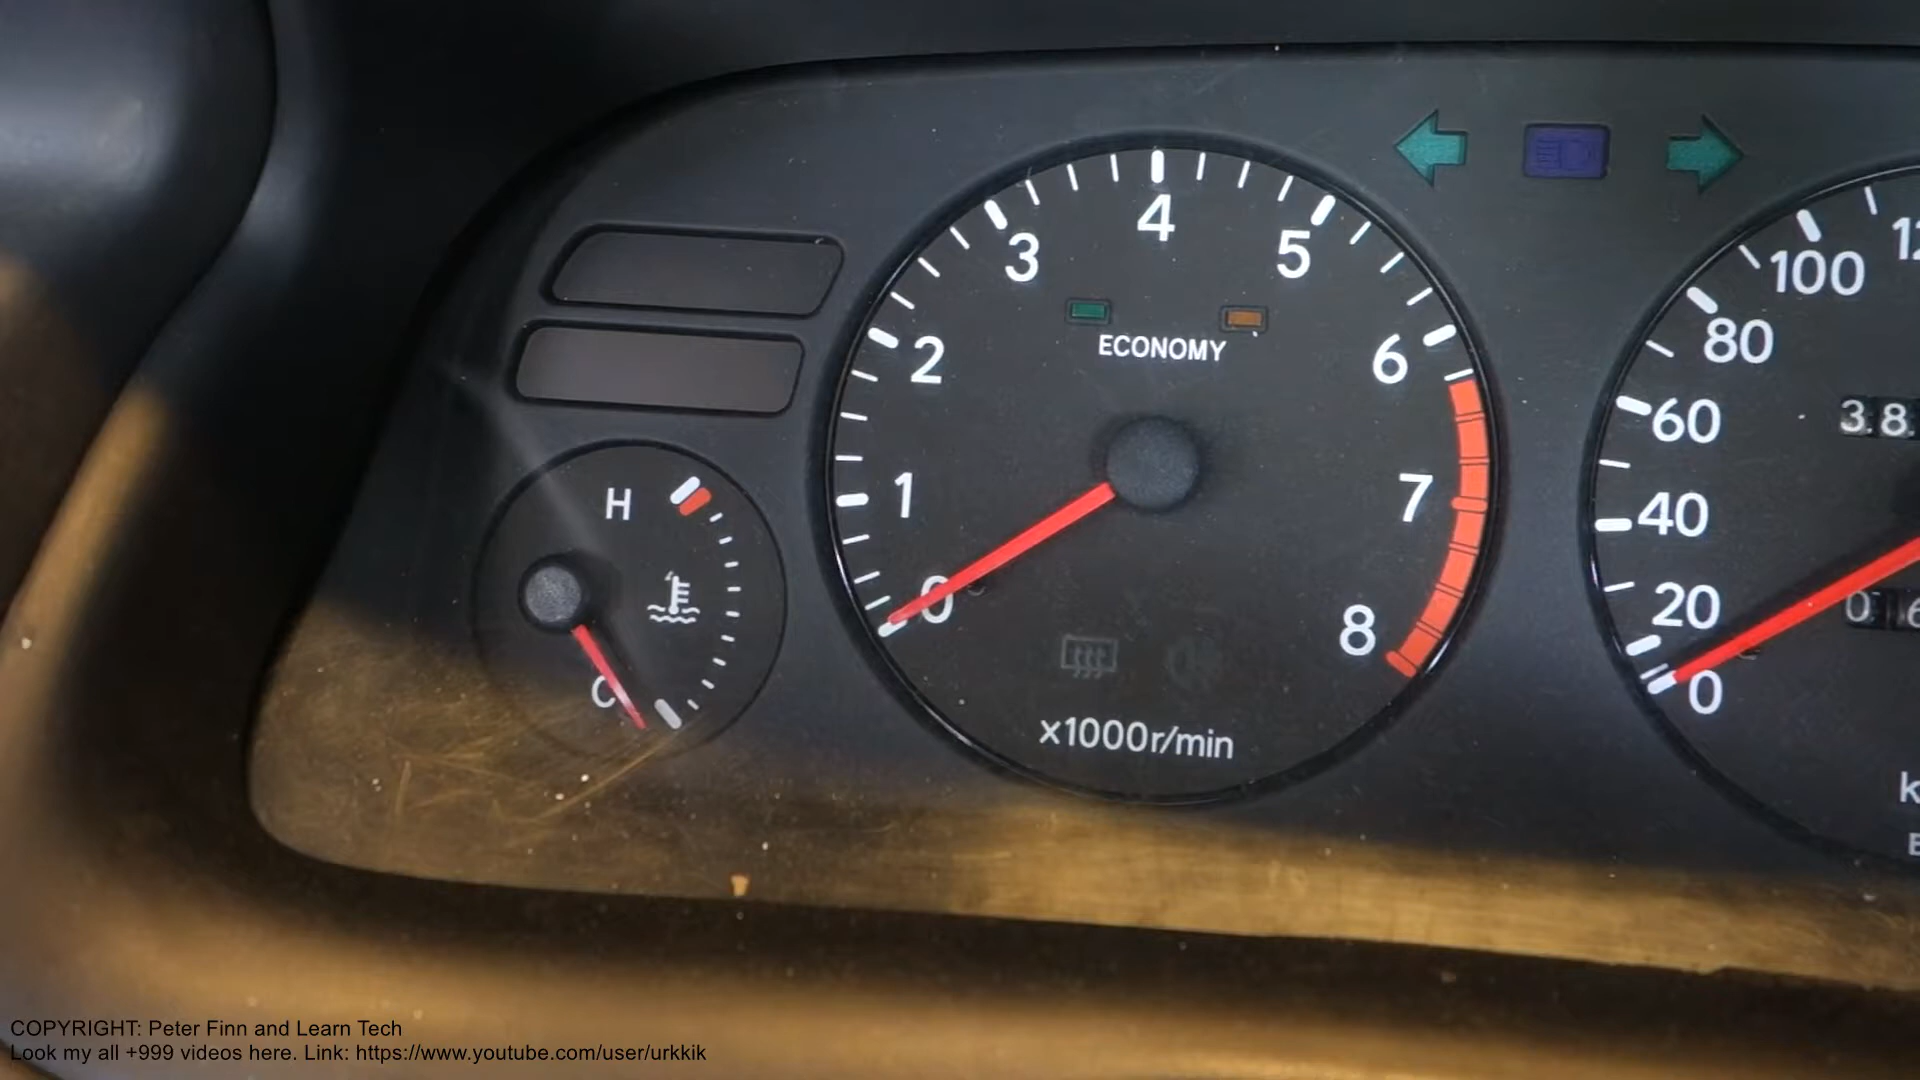 4
3
5
ECONOMY
2
6
1
7
0
8
x1000r/min
H
C
100
80
60
40
20
0
38
COPYRIGHT: Peter Finn and Learn Tech
Look my all +999 videos here. Link: https://www.youtube.com/user/urkkik